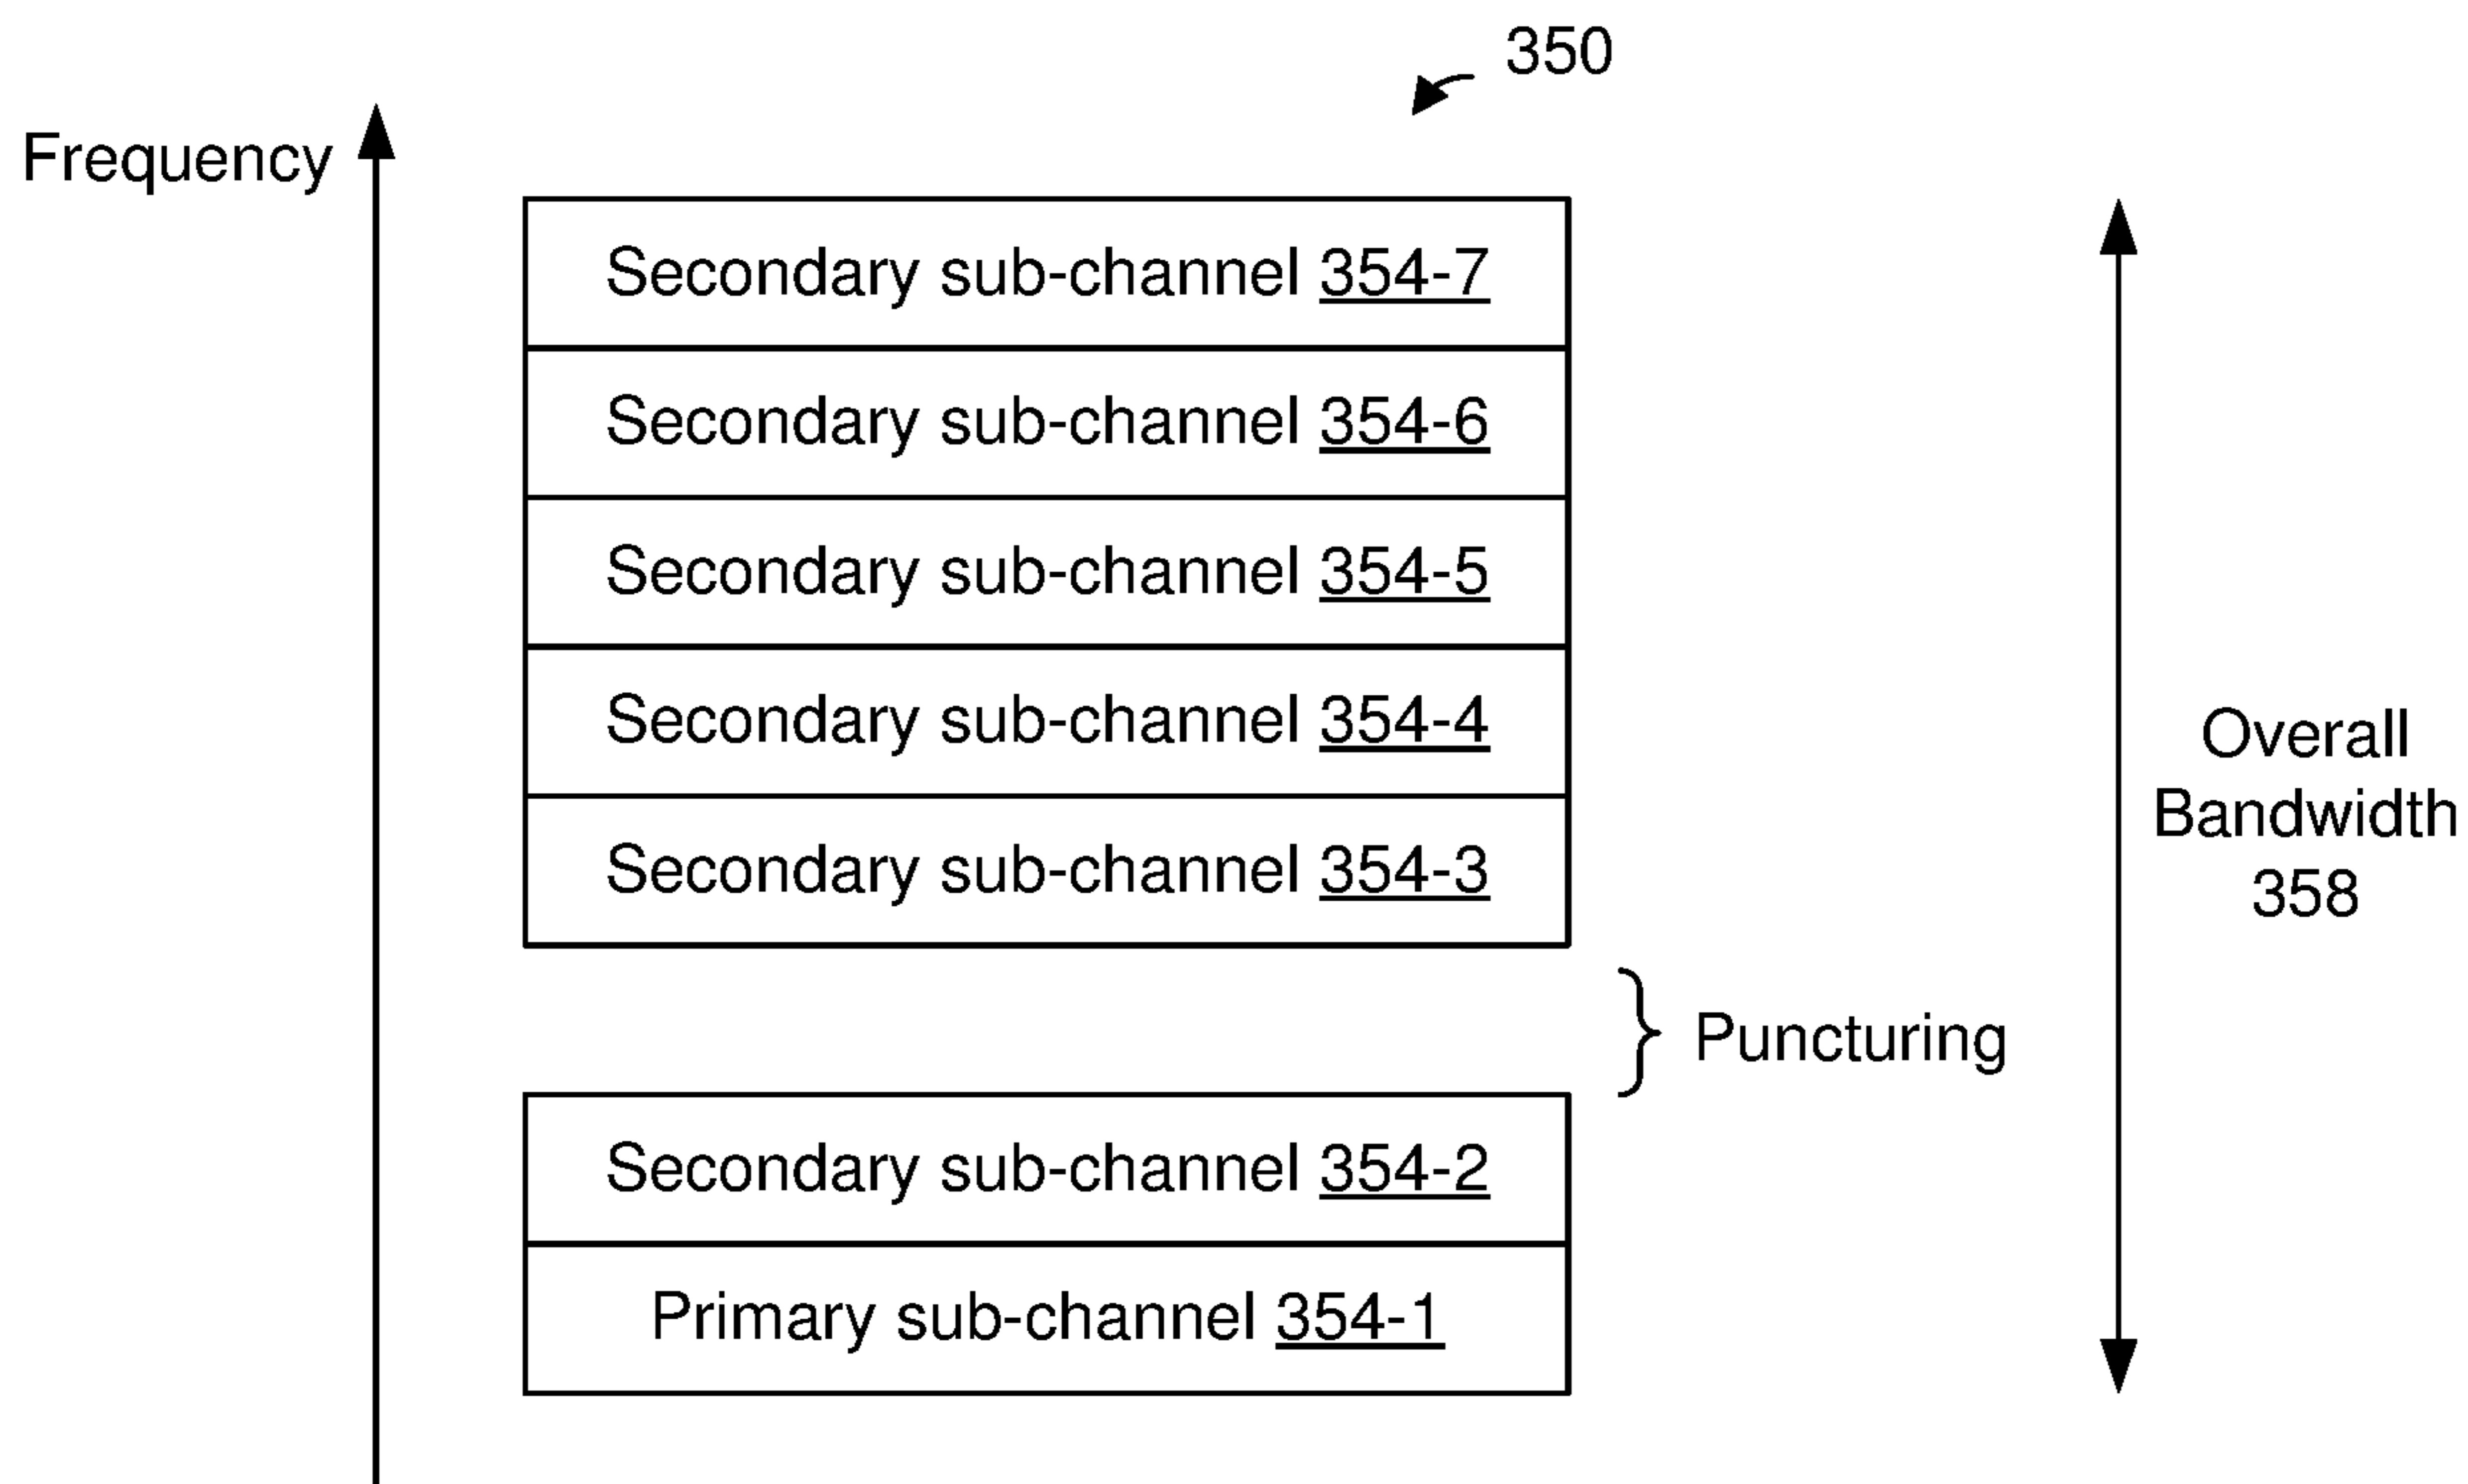 350
Frequency
Secondary sub-channel 354-7
Secondary sub-channel 354-6
Secondary sub-channel 354-5
Secondary sub-channel 354-4
Secondary sub-channel 354-3
Overall
Bandwidth
358
Puncturing
Secondary sub-channel 354-2
Primary sub-channel 354-1